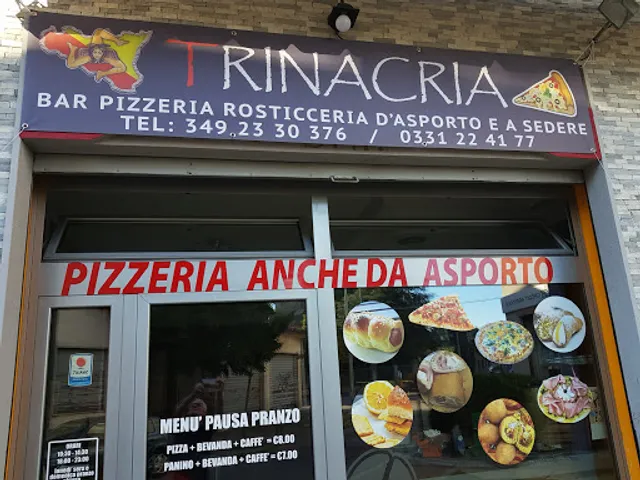 TRINACRIA
BAR PIZZERIA ROSTICCERIA D'ASPORTO E A SEDERE
TEL: 349.23 30 376 / 0331 22 41 77
PIZZERIA ANCHE DA ASPORTO
MENU' PAUSA PRANZO
PIZZA + BEVANDA + CAFFE' = €8.00
PANINO + BEVANDA + CAFFE' = €7.00
ORARI